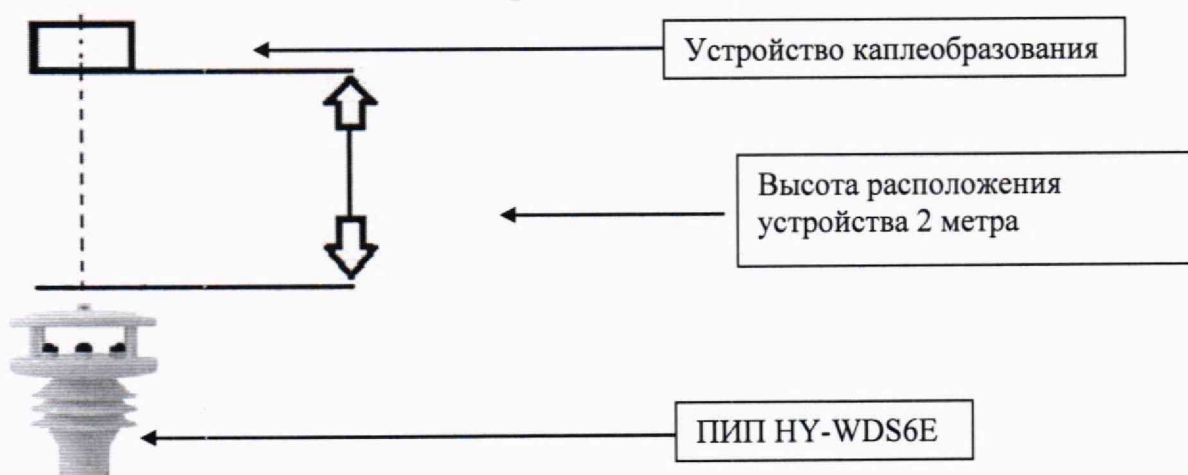 Устройство каплеобразования
Высота расположения
устройства 2 метра
ПИП HY-WDS6E